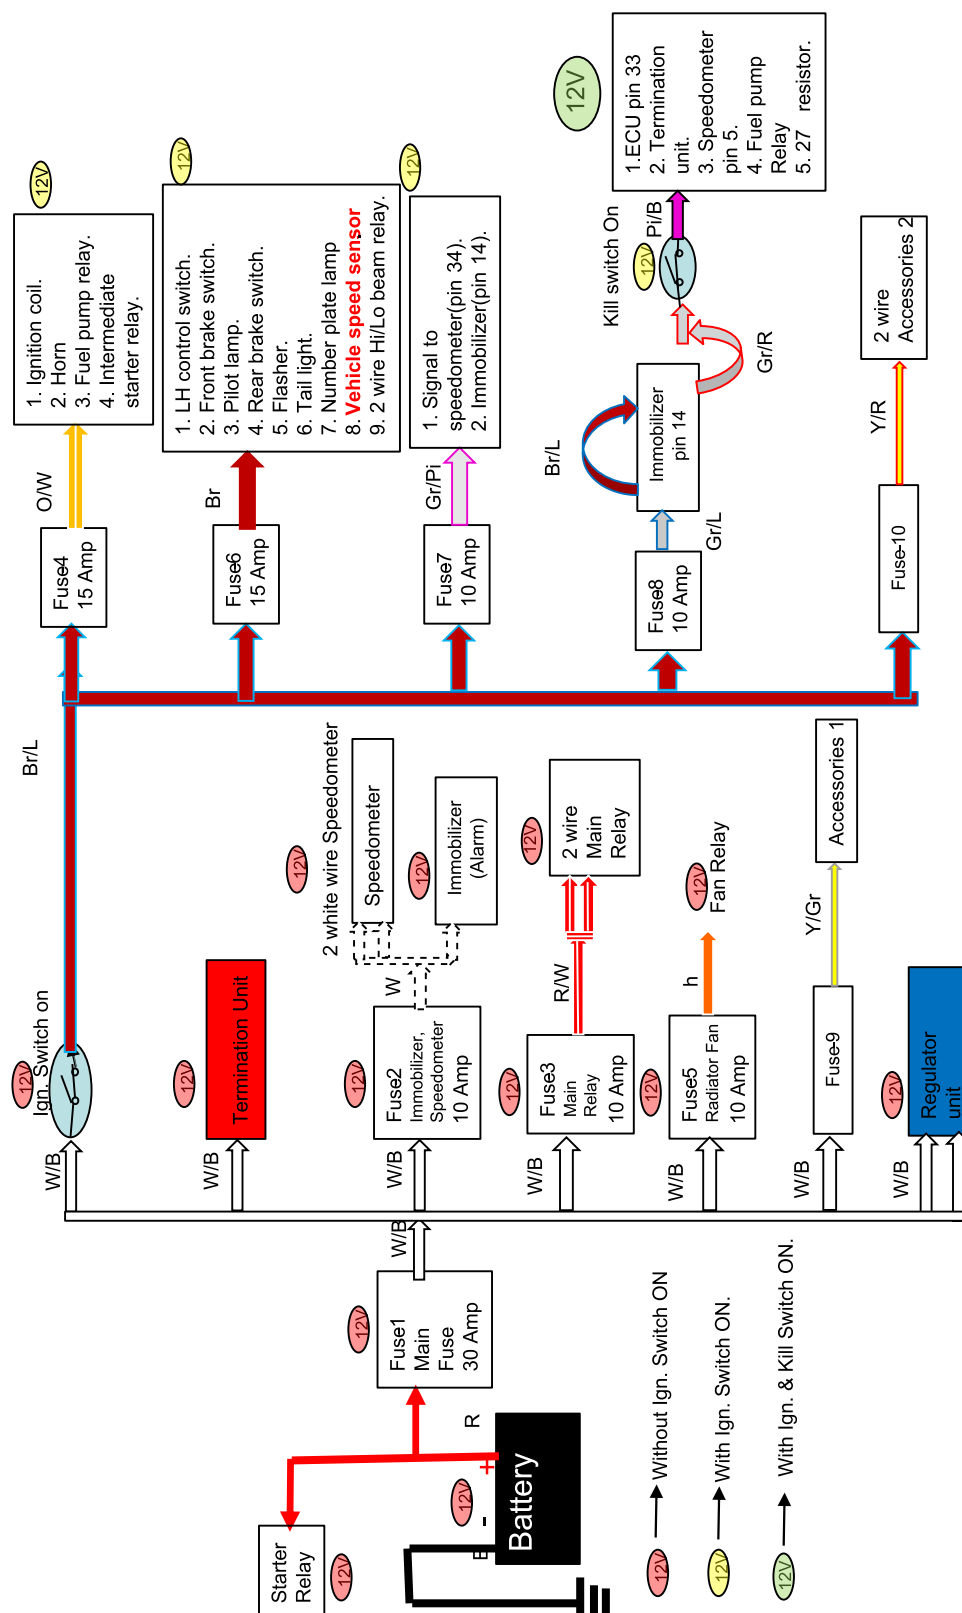 Starter
Relay
12V
R
+
-
12V
Battery
12V
Fuse1
Main
Fuse
30 Amp
W/B
12V
Without Ign. Switch ON
12V
With Ign. Switch ON.
12V
With Ign. & Kill Switch ON.
12V
Ign. Switch on
W/B
Br/L
12V
Termination Unit
W/B
12V
Fuse2
Immobilizer,
Speedometer
10 Amp
W/B
W
2 white wire Speedometer
12V
Speedometer
12V
Immobilizer
(Alarm)
12V
Fuse3
Main
Relay
10 Amp
W/B
R/W
12V
2 wire
Main
Relay
12V
Fuse5
Radiator Fan
10 Amp
W/B
h
12V
Fan Relay
W/B
Fuse-9
Y/Gr
Accessories 1
12V
W/B
Regulator
unit
Fuse4
15 Amp
O/W
12V
1. Ignition coil.
2. Horn
3. Fuel pump relay.
4. Intermediate
starter relay.
Fuse6
15 Amp
Br
12V
1. LH control switch.
2. Front brake switch.
3. Pilot lamp.
4. Rear brake switch.
5. Flasher.
6. Tail light.
7. Number plate lamp
8. Vehicle speed sensor
9. 2 wire Hi/Lo beam relay.
Fuse7
10 Amp
Gr/Pi
12V
1. Signal to
speedometer(pin 34).
2. Immobilizer(pin 14).
Fuse8
10 Amp
Gr/L
Br/L
Immobilizer
pin 14
Gr/R
Kill switch On
12V
Pi/B
12V
1.ECU pin 33
2. Termination
unit.
3. Speedometer
pin 5.
4. Fuel pump
Relay
5. 27 resistor.
Fuse-10
Y/R
2 wire
Accessories 2